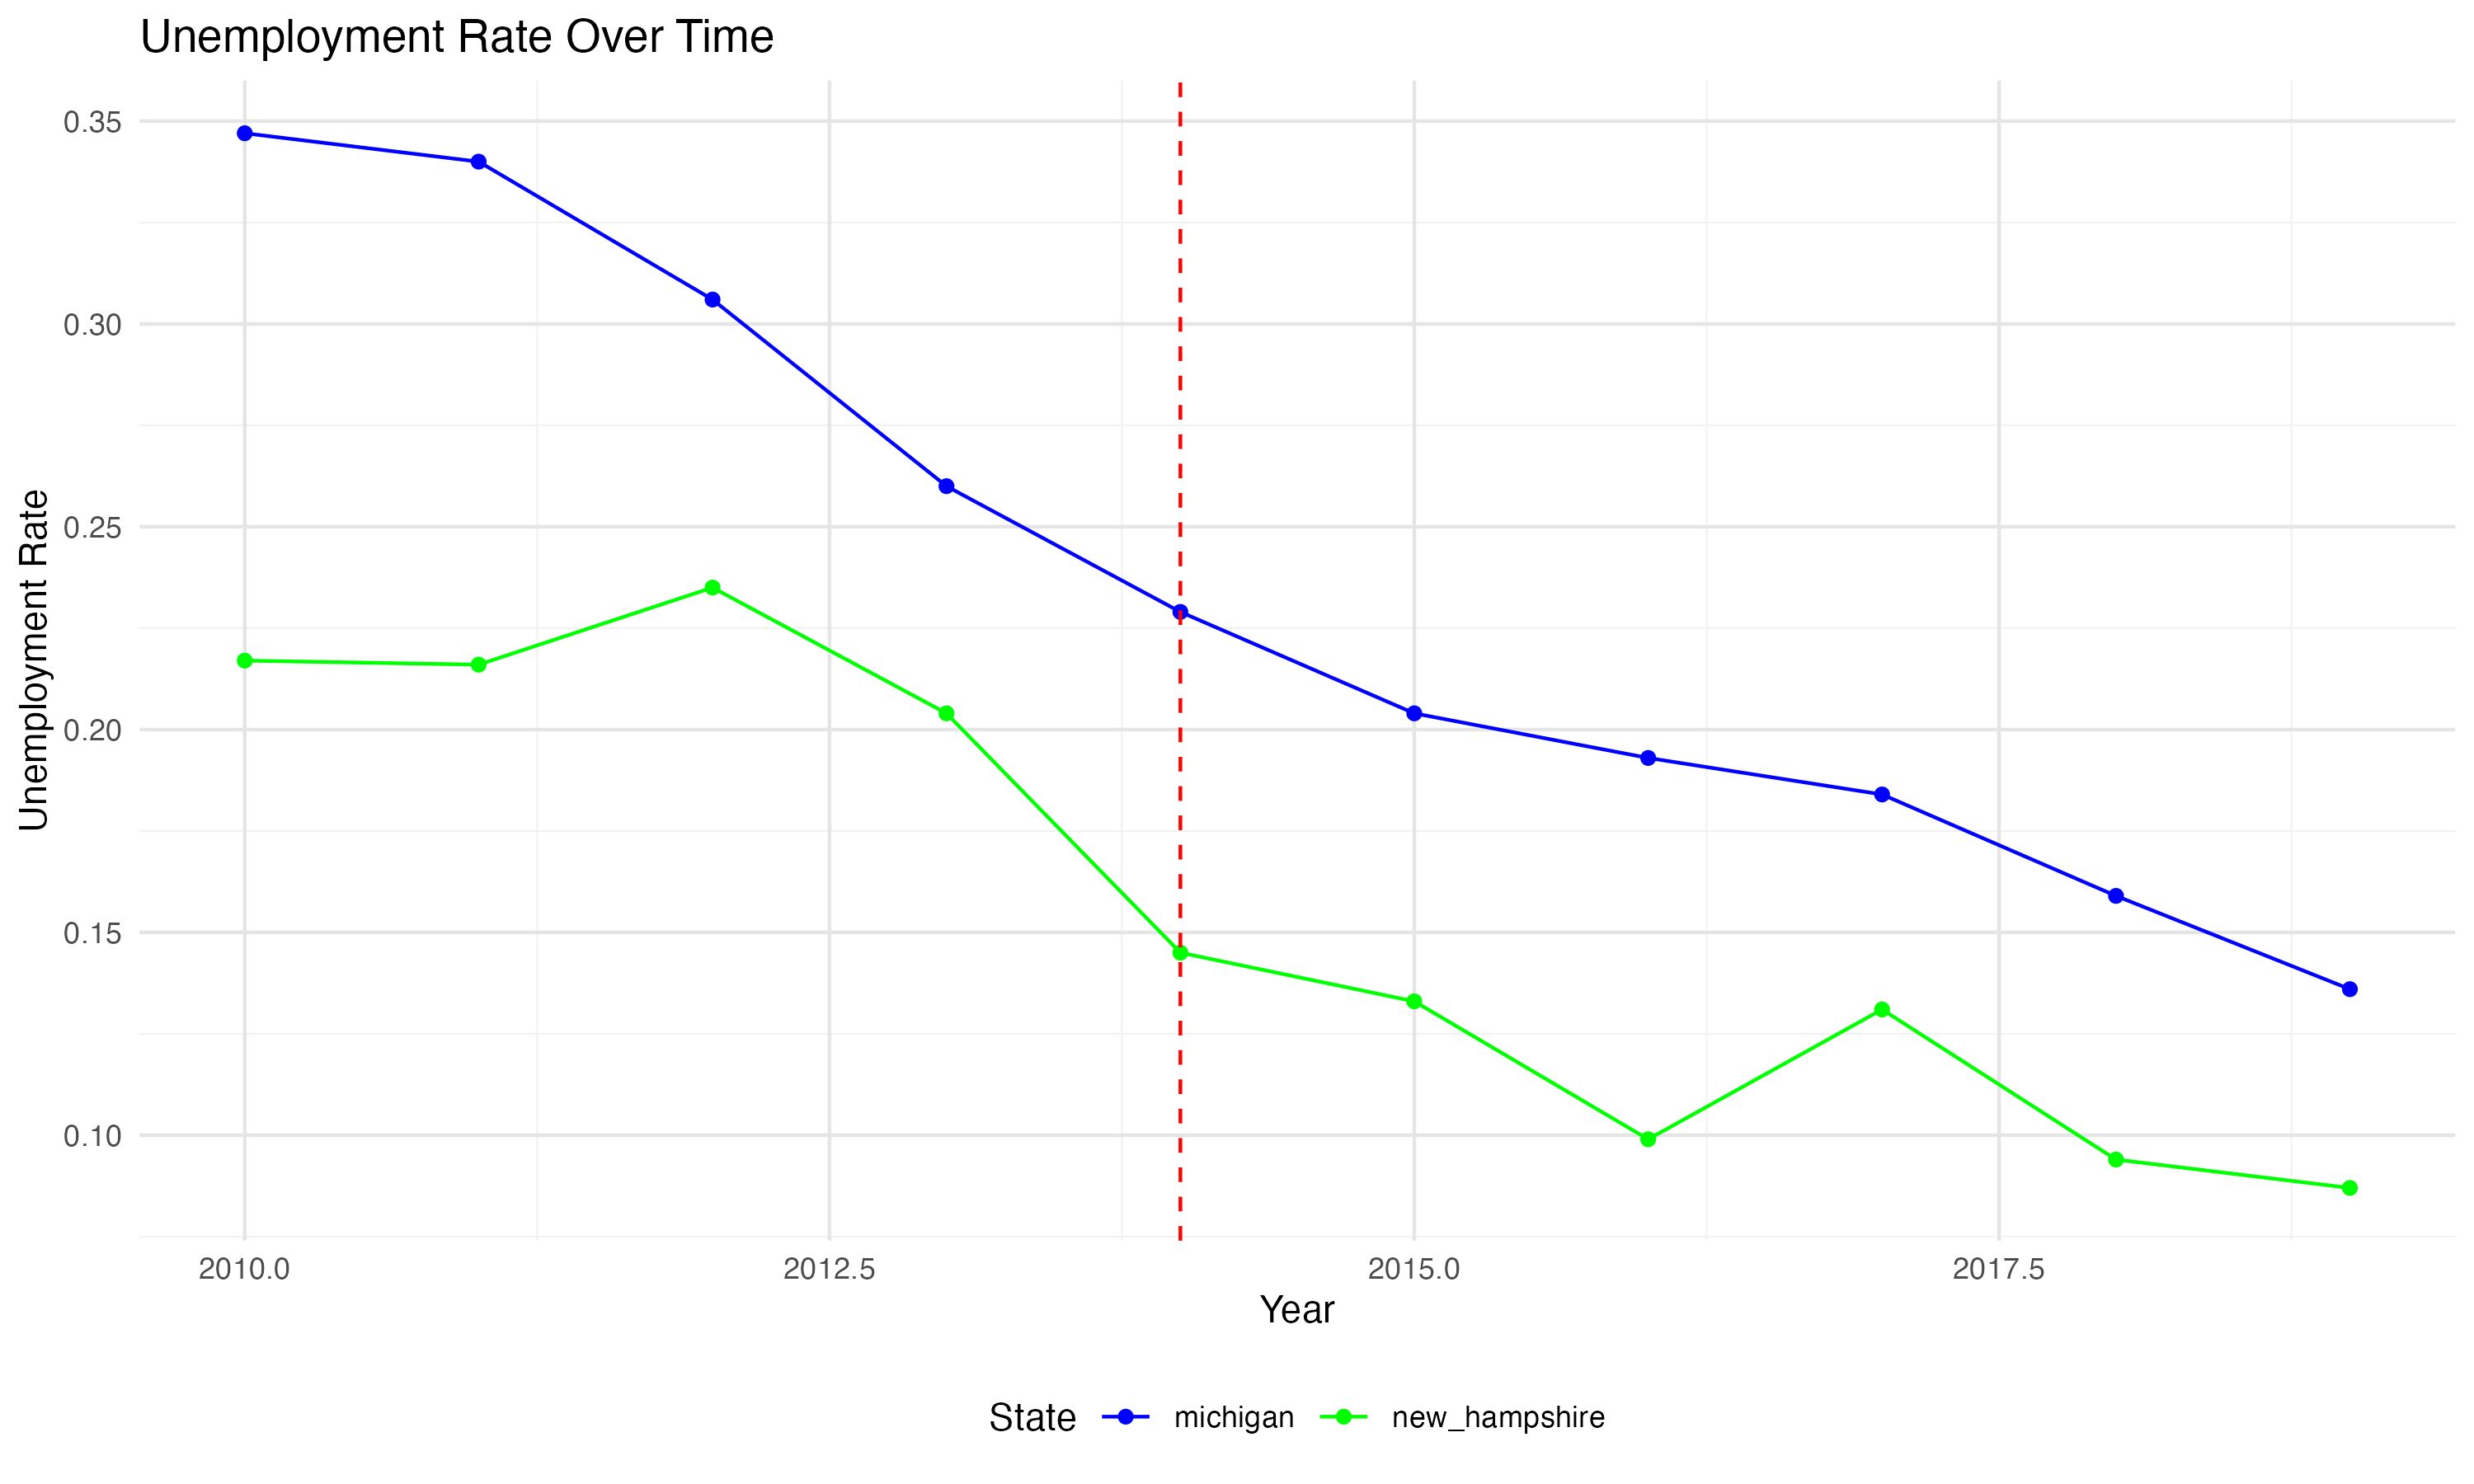 Unemployment Rate Over Time
Unemployment Rate
0.35
0.30
0.25
0.20
0.15
0.10
2010.0 2012.5 2015.0 2017.5
Year
State michigan new_hampshire